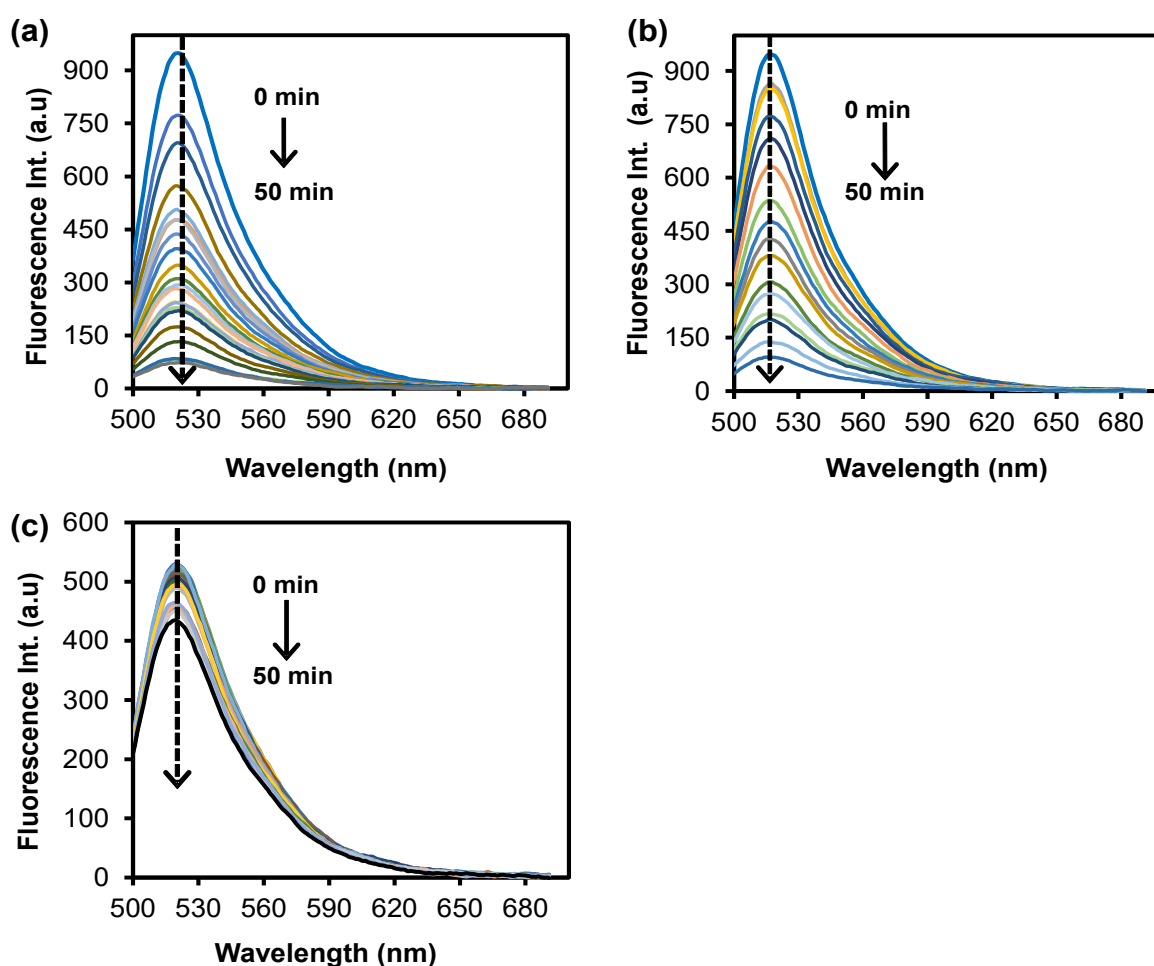 (a)
Fluorescence Int. (a.u)
900
750
600
450
300
150
0
0 min
50 min
500 530 560 590 620 650 680
Wavelength (nm)
(b)
Fluorescence Int. (a.u)
900
750
600
450
300
150
0
0 min
50 min
500 530 560 590 620 650 680
Wavelength (nm)
(c)
Fluorescence Int. (a.u)
600
500
400
300
200
100
0
0 min
50 min
500 530 560 590 620 650 680
Wavelength (nm)